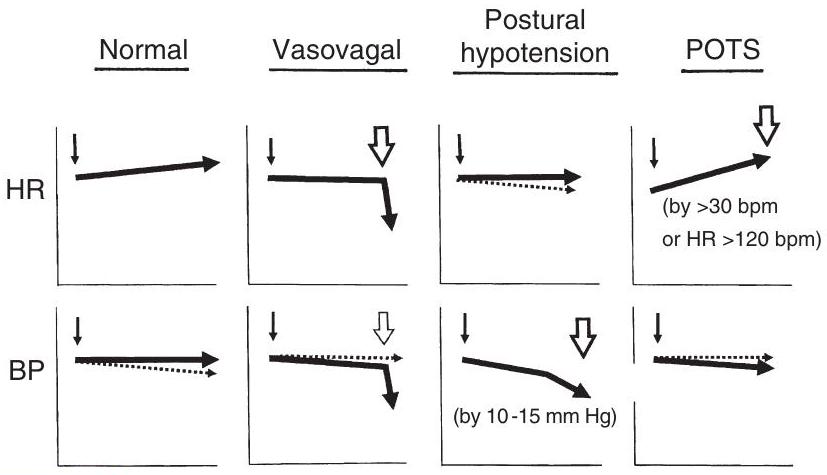 Normal
Vasovagal
Postural
hypotension
POTS
HR
(by >30 bpm
or HR >120 bpm)
BP
(by 10-15 mm Hg)